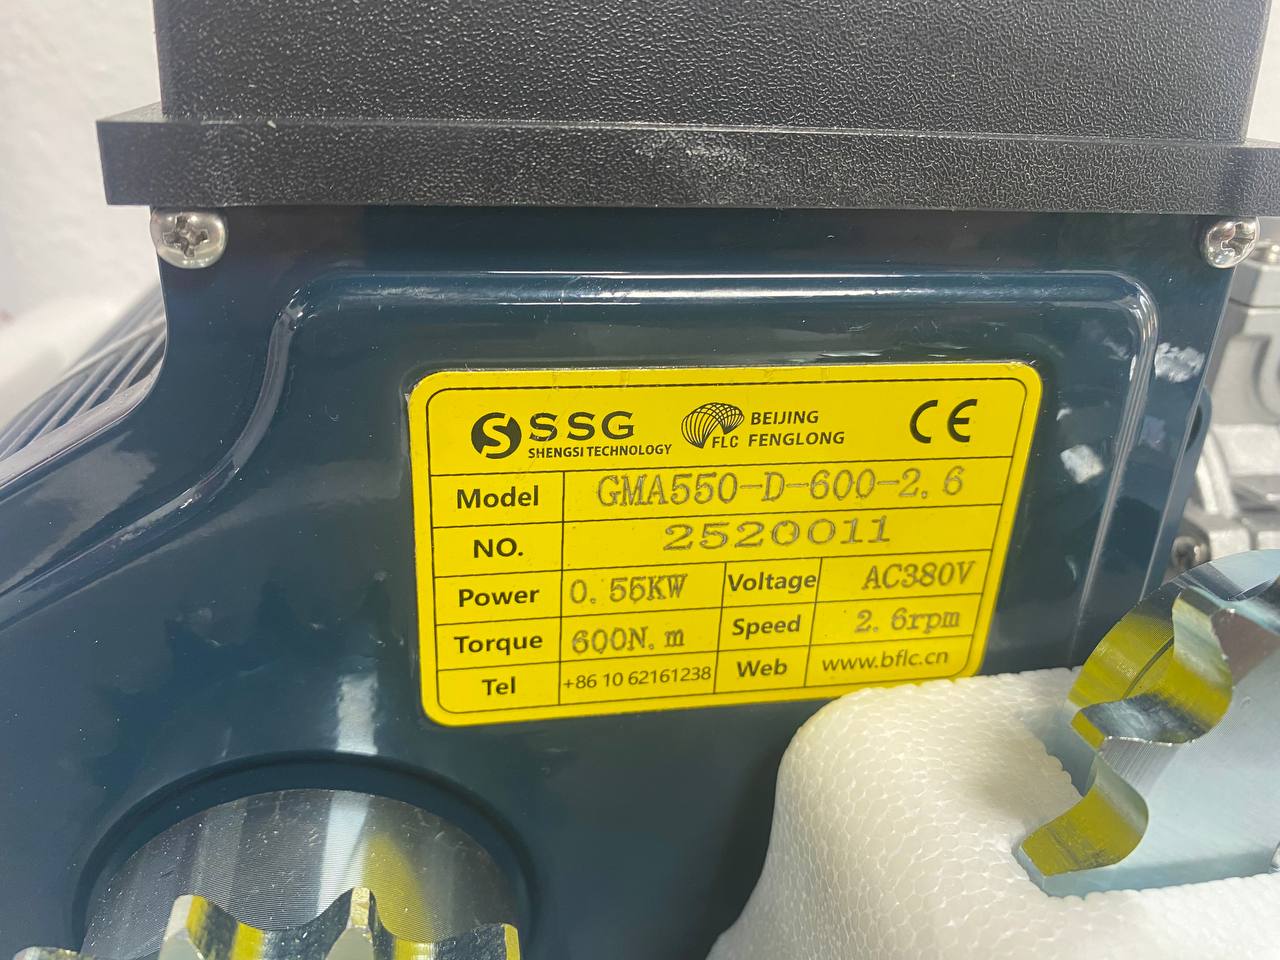 SSG
SHENGSI TECHNOLOGY
FLC
BEIJING
FENGLONG
CE
Model GMA550-D-600-2.6
NO. 2520011
Power 0.55KW Voltage AC380V
Torque 600N.m Speed 2.6rpm
Tel +86 10 62161238 Web www.bflc.cn